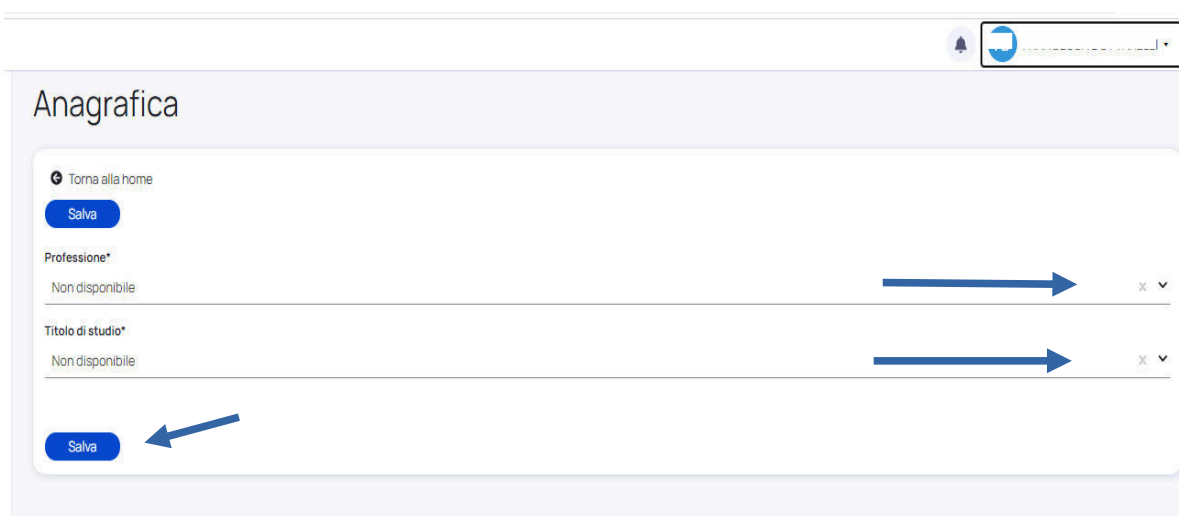 Anagrafica
Torna alla home
Salva
Professione*
Non disponibile
x
Titolo di studio*
Non disponibile
x
Salva